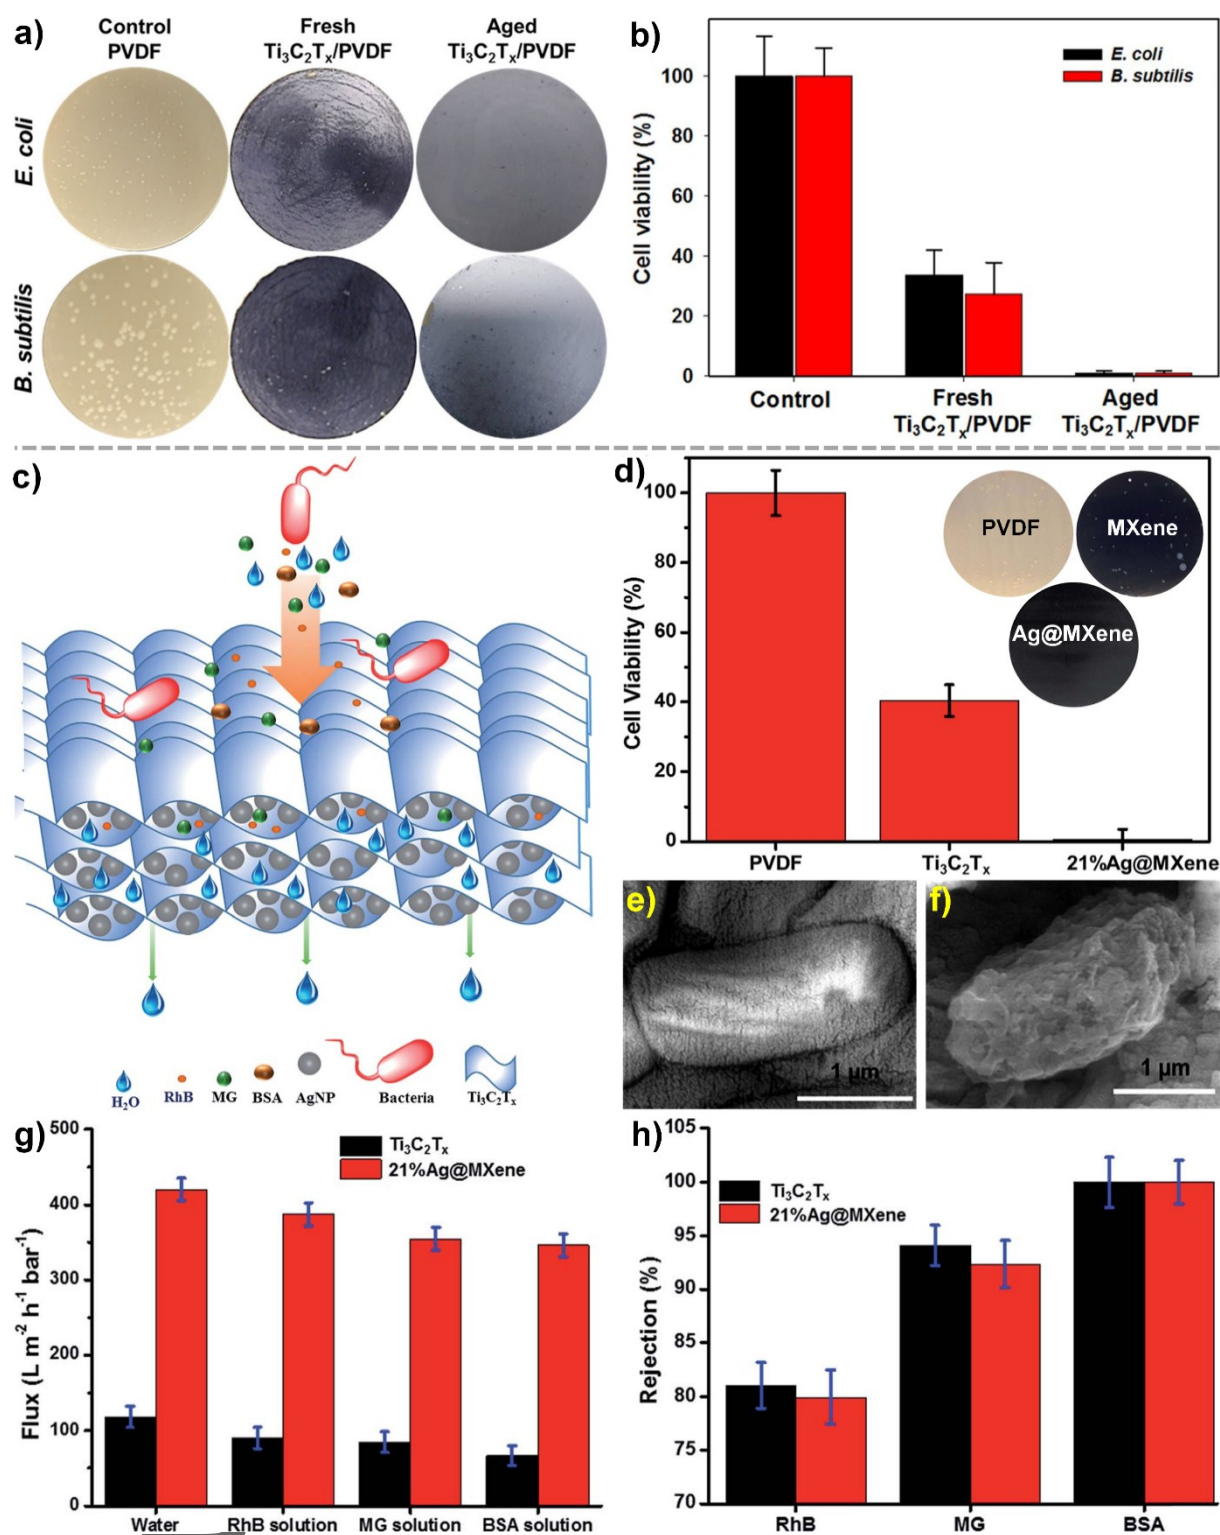 a)
Control
PVDF
Fresh
Ti₃C₂Tₓ/PVDF
Aged
Ti₃C₂Tₓ/PVDF
E. coli
B. subtilis
b)
E. coli
B. subtilis
Cell viability (%)
100
80
60
40
20
0
Control
Fresh
Ti₃C₂Tₓ/PVDF
Aged
Ti₃C₂Tₓ/PVDF
c)
H₂O
RhB
MG
BSA
AgNP
Bacteria
Ti₃C₂Tₓ
d)
Cell Viability (%)
100
80
60
40
20
0
PVDF
MXene
Ag@MXene
PVDF
Ti₃C₂Tₓ
21%Ag@MXene
e)
1 µm
f)
1 µm
g)
Flux (L m⁻² h⁻¹ bar⁻¹)
500
400
300
200
100
0
Ti₃C₂Tₓ
21%Ag@MXene
Water
RhB solution
MG solution
BSA solution
h)
Rejection (%)
105
100
95
90
85
80
75
70
Ti₃C₂Tₓ
21%Ag@MXene
RhB
MG
BSA